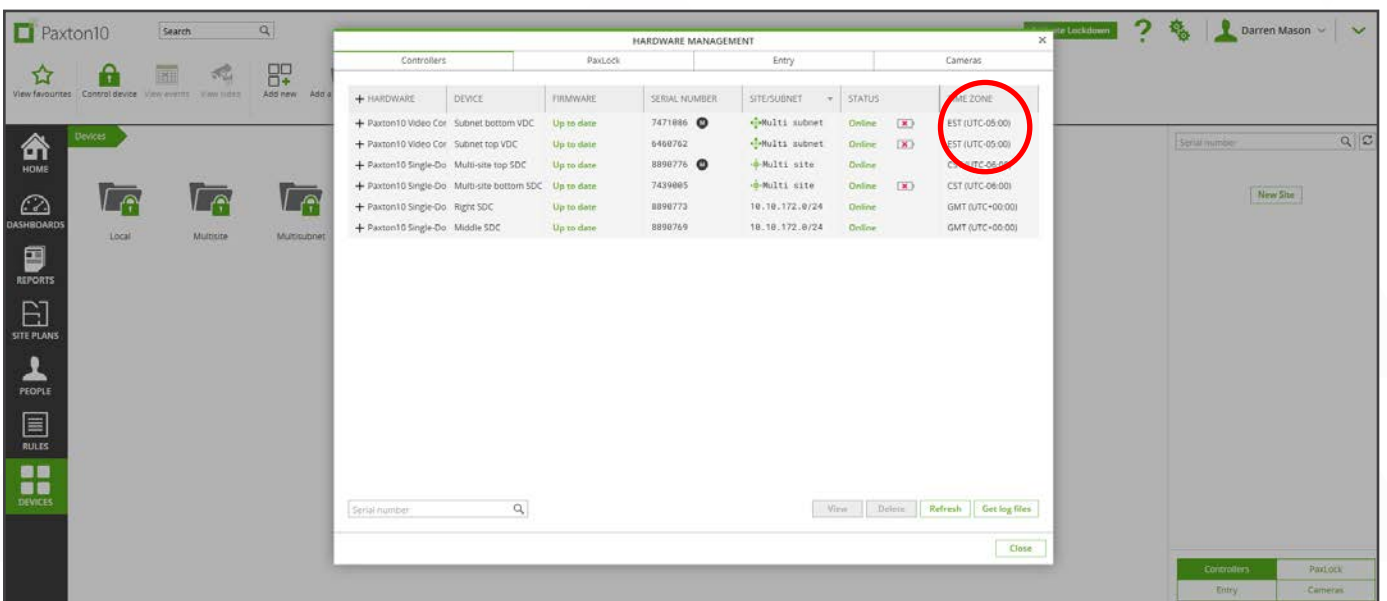 Paxton10
Search
Lockdown
?
Darren Mason
View favourites
Control device
View events
View video
Add new
HARDWARE MANAGEMENT
×
Controllers PaxLock Entry Cameras
+ HARDWARE DEVICE FIRMWARE SERIAL NUMBER SITE/SUBNET STATUS TIME ZONE
+ Paxton10 Video Cor Subnet bottom VDC Up to date 7471086 M Multi subnet Online EST (UTC-05:00)
+ Paxton10 Video Cor Subnet top VDC Up to date 6460762 Multi subnet Online EST (UTC-05:00)
+ Paxton10 Single-Do Multi-site top SDC Up to date 8890776 M Multi site Online CST (UTC-06:00)
+ Paxton10 Single-Do Multi-site bottom SDC Up to date 7439005 Multi site Online CST (UTC-06:00)
+ Paxton10 Single-Do Right SDC Up to date 8890773 10.10.172.0/24 Online GMT (UTC+00:00)
+ Paxton10 Single-Do Middle SDC Up to date 8890769 10.10.172.0/24 Online GMT (UTC+00:00)
Serial number
View Delete Refresh Get log files
Close
Devices
Local Multisite Multisubnet
HOME
DASHBOARDS
REPORTS
SITE PLANS
PEOPLE
RULES
DEVICES
Serial number
New Site
Controllers PaxLock
Entry Cameras